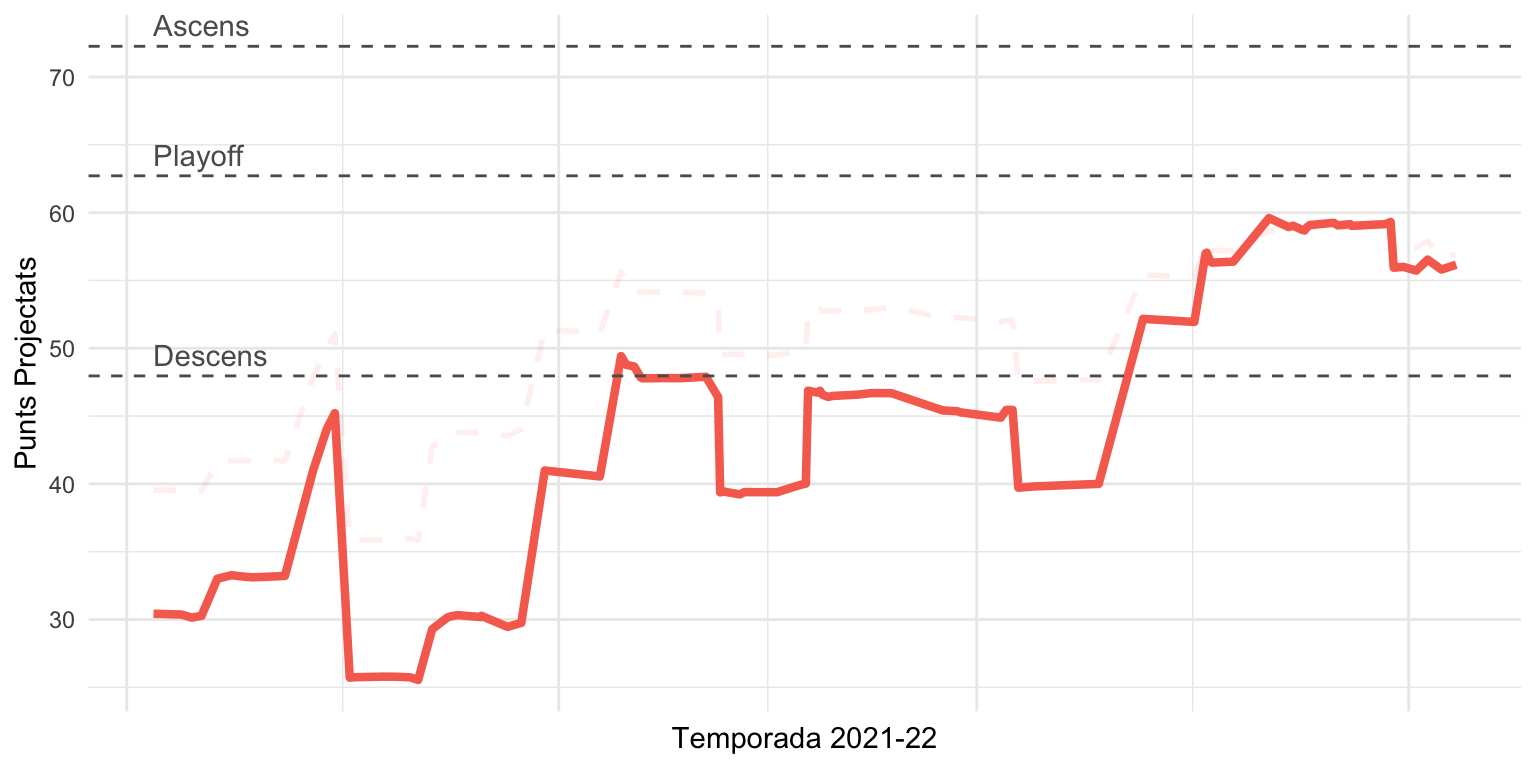 Ascens
70
Playoff
60
Descens
50
40
30
Punts Projectats
Temporada 2021-22